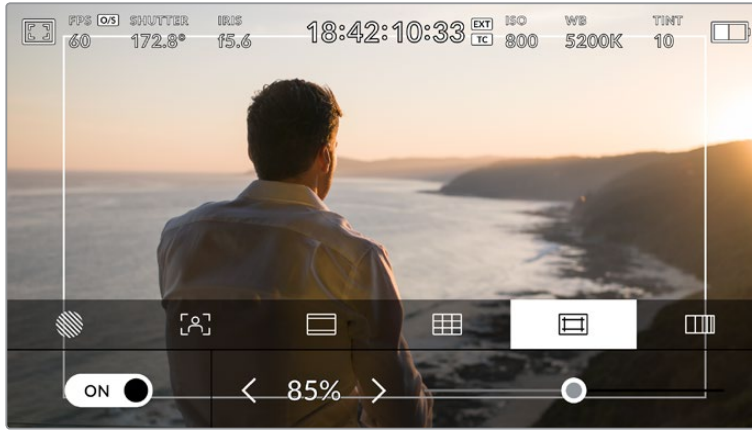 FPS O/S SHUTTER IRIS 18:42:10:33 EXT TC ISO WB TINT
60 172.8° f5.6 800 5200K 10
ON 85%